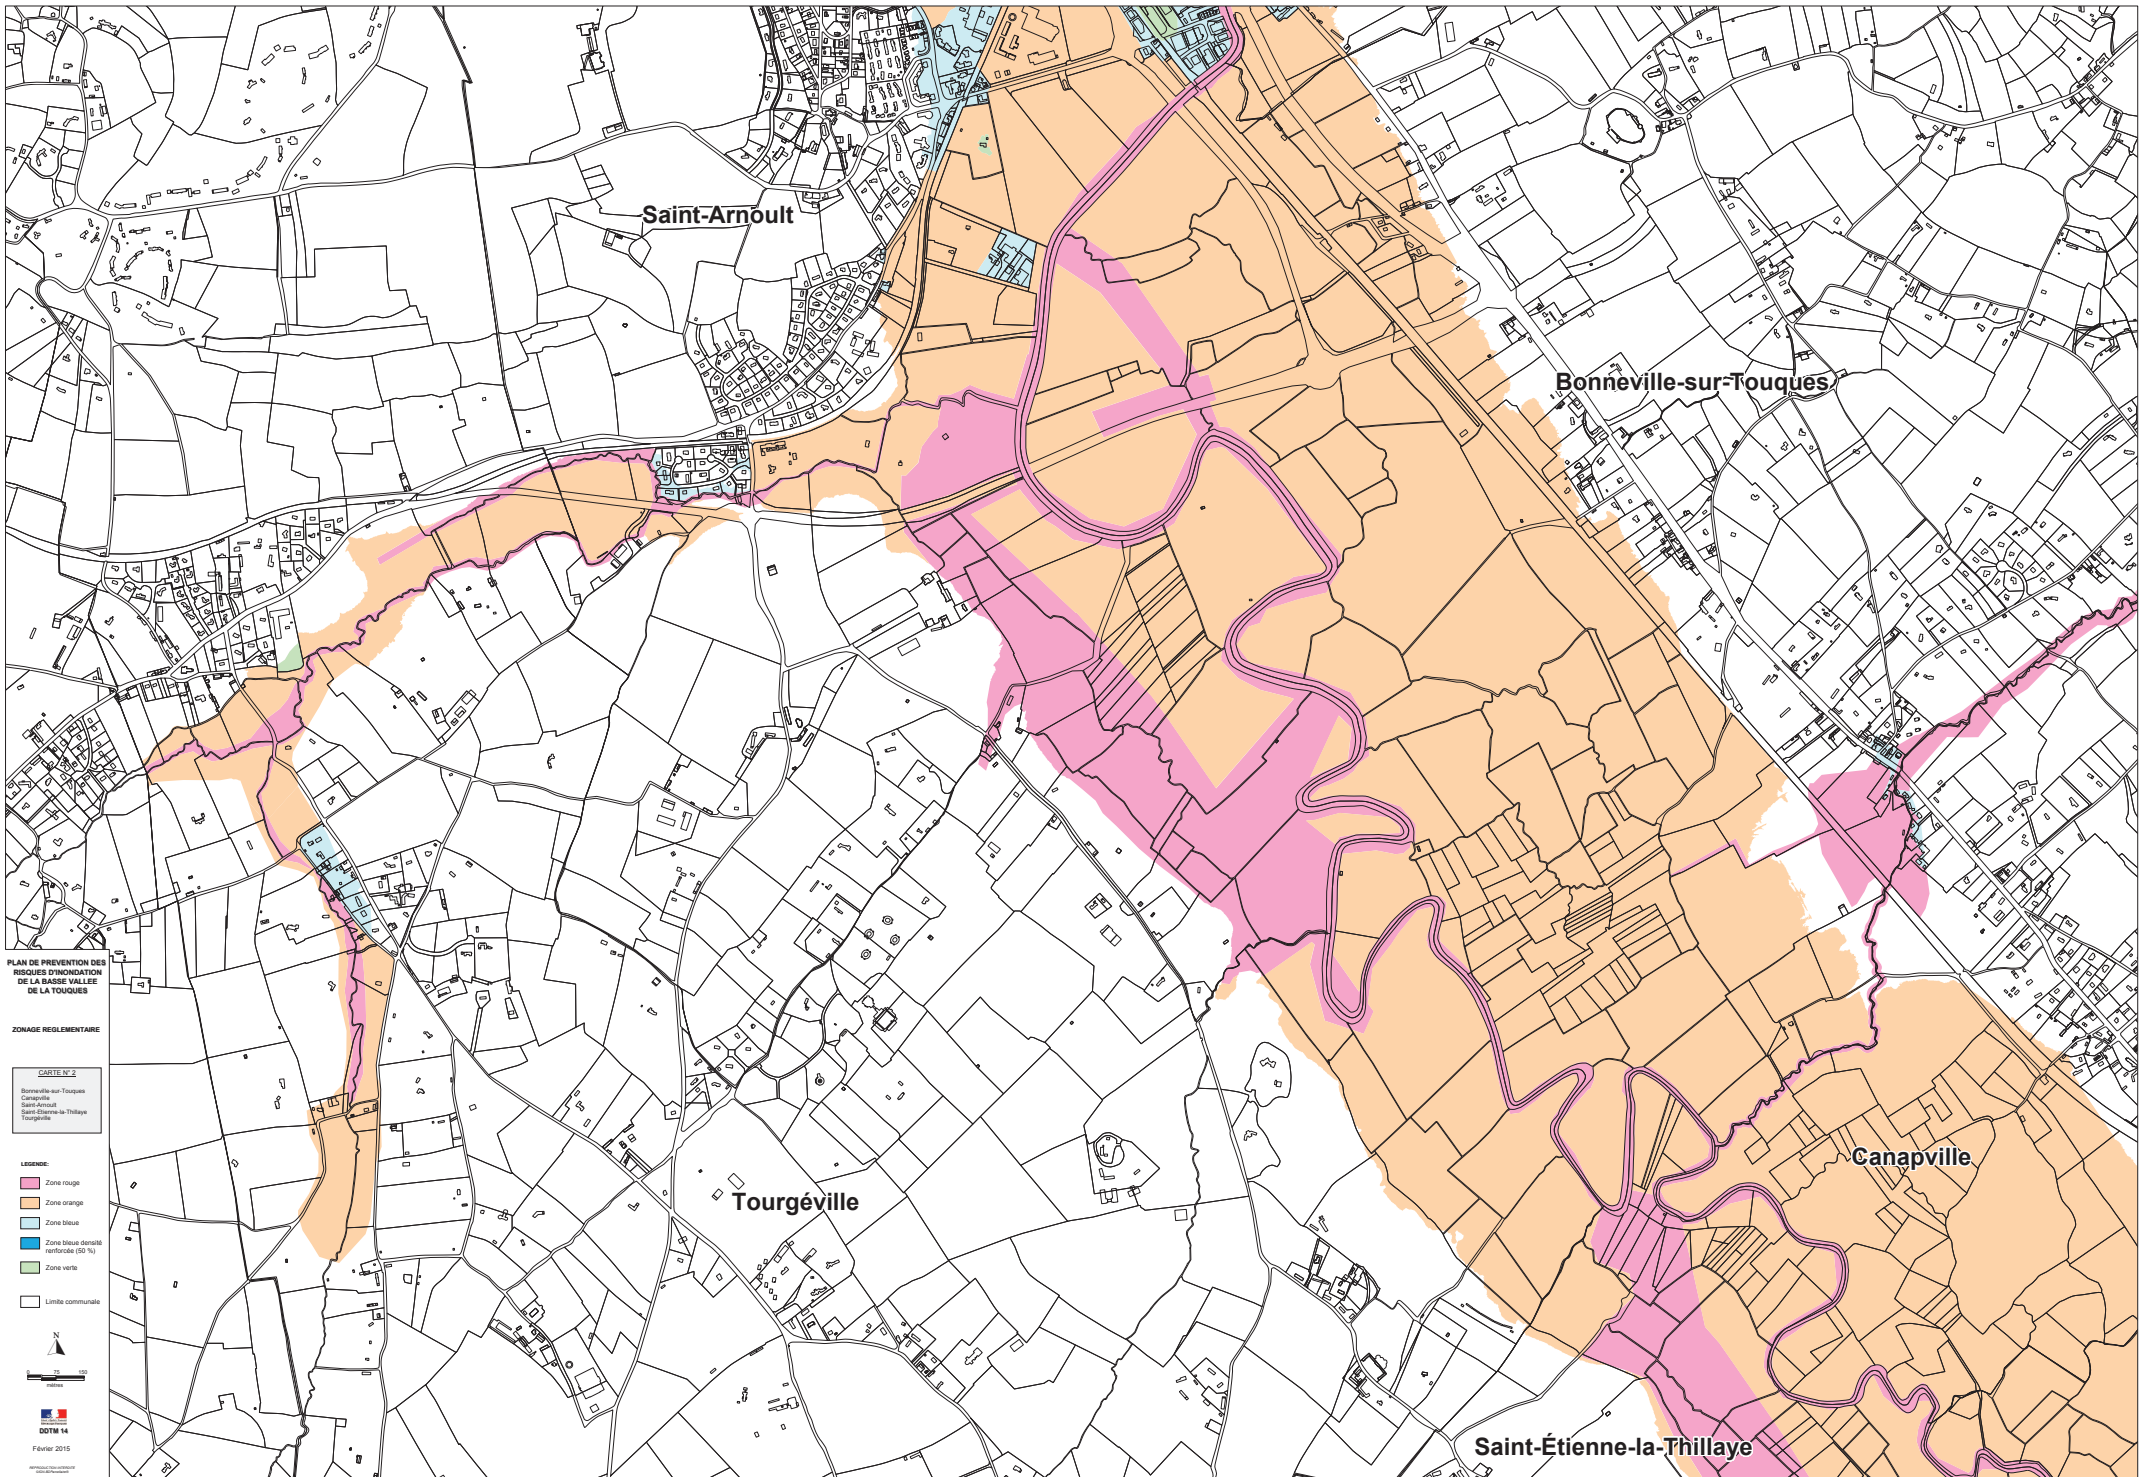 Saint-Arnoult
Bonneville-sur-Touques
Tourgéville
Canapville
Saint-Étienne-la-Thillaye
PLAN DE PREVENTION DES
RISQUES D'INONDATION
DE LA BASSE VALLEE
DE LA TOUQUES
ZONAGE REGLEMENTAIRE
CARTE N° 2
Bonneville-sur-Touques
Canapville
Saint-Arnoult
Saint-Etienne-la-Thillaye
Tourgéville
LEGENDE:
Zone rouge
Zone orange
Zone bleue
Zone bleue densité
renforcée (50 %)
Zone verte
Limite communale
N
0 75 150
mètres
DDTM 14
Février 2015